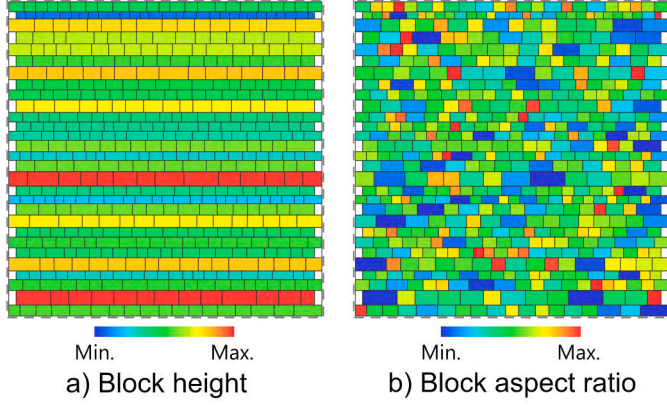 Min. Max. Min. Max.
a) Block height b) Block aspect ratio